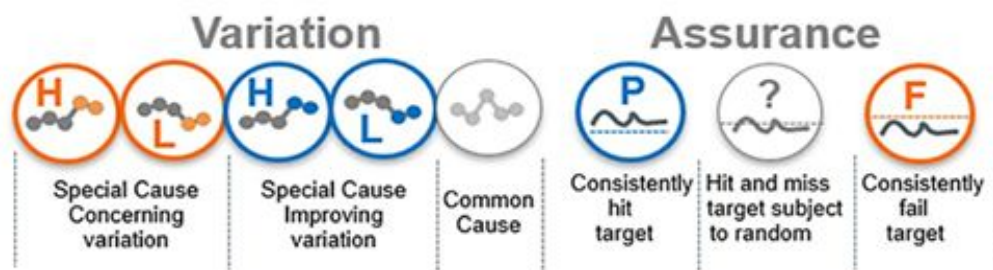 Variation
Assurance
H
L
H
L
P
?
F
Special Cause
Concerning
variation
Special Cause
Improving
variation
Common
Cause
Consistently
hit
target
Hit and miss
target subject
to random
Consistently
fail
target